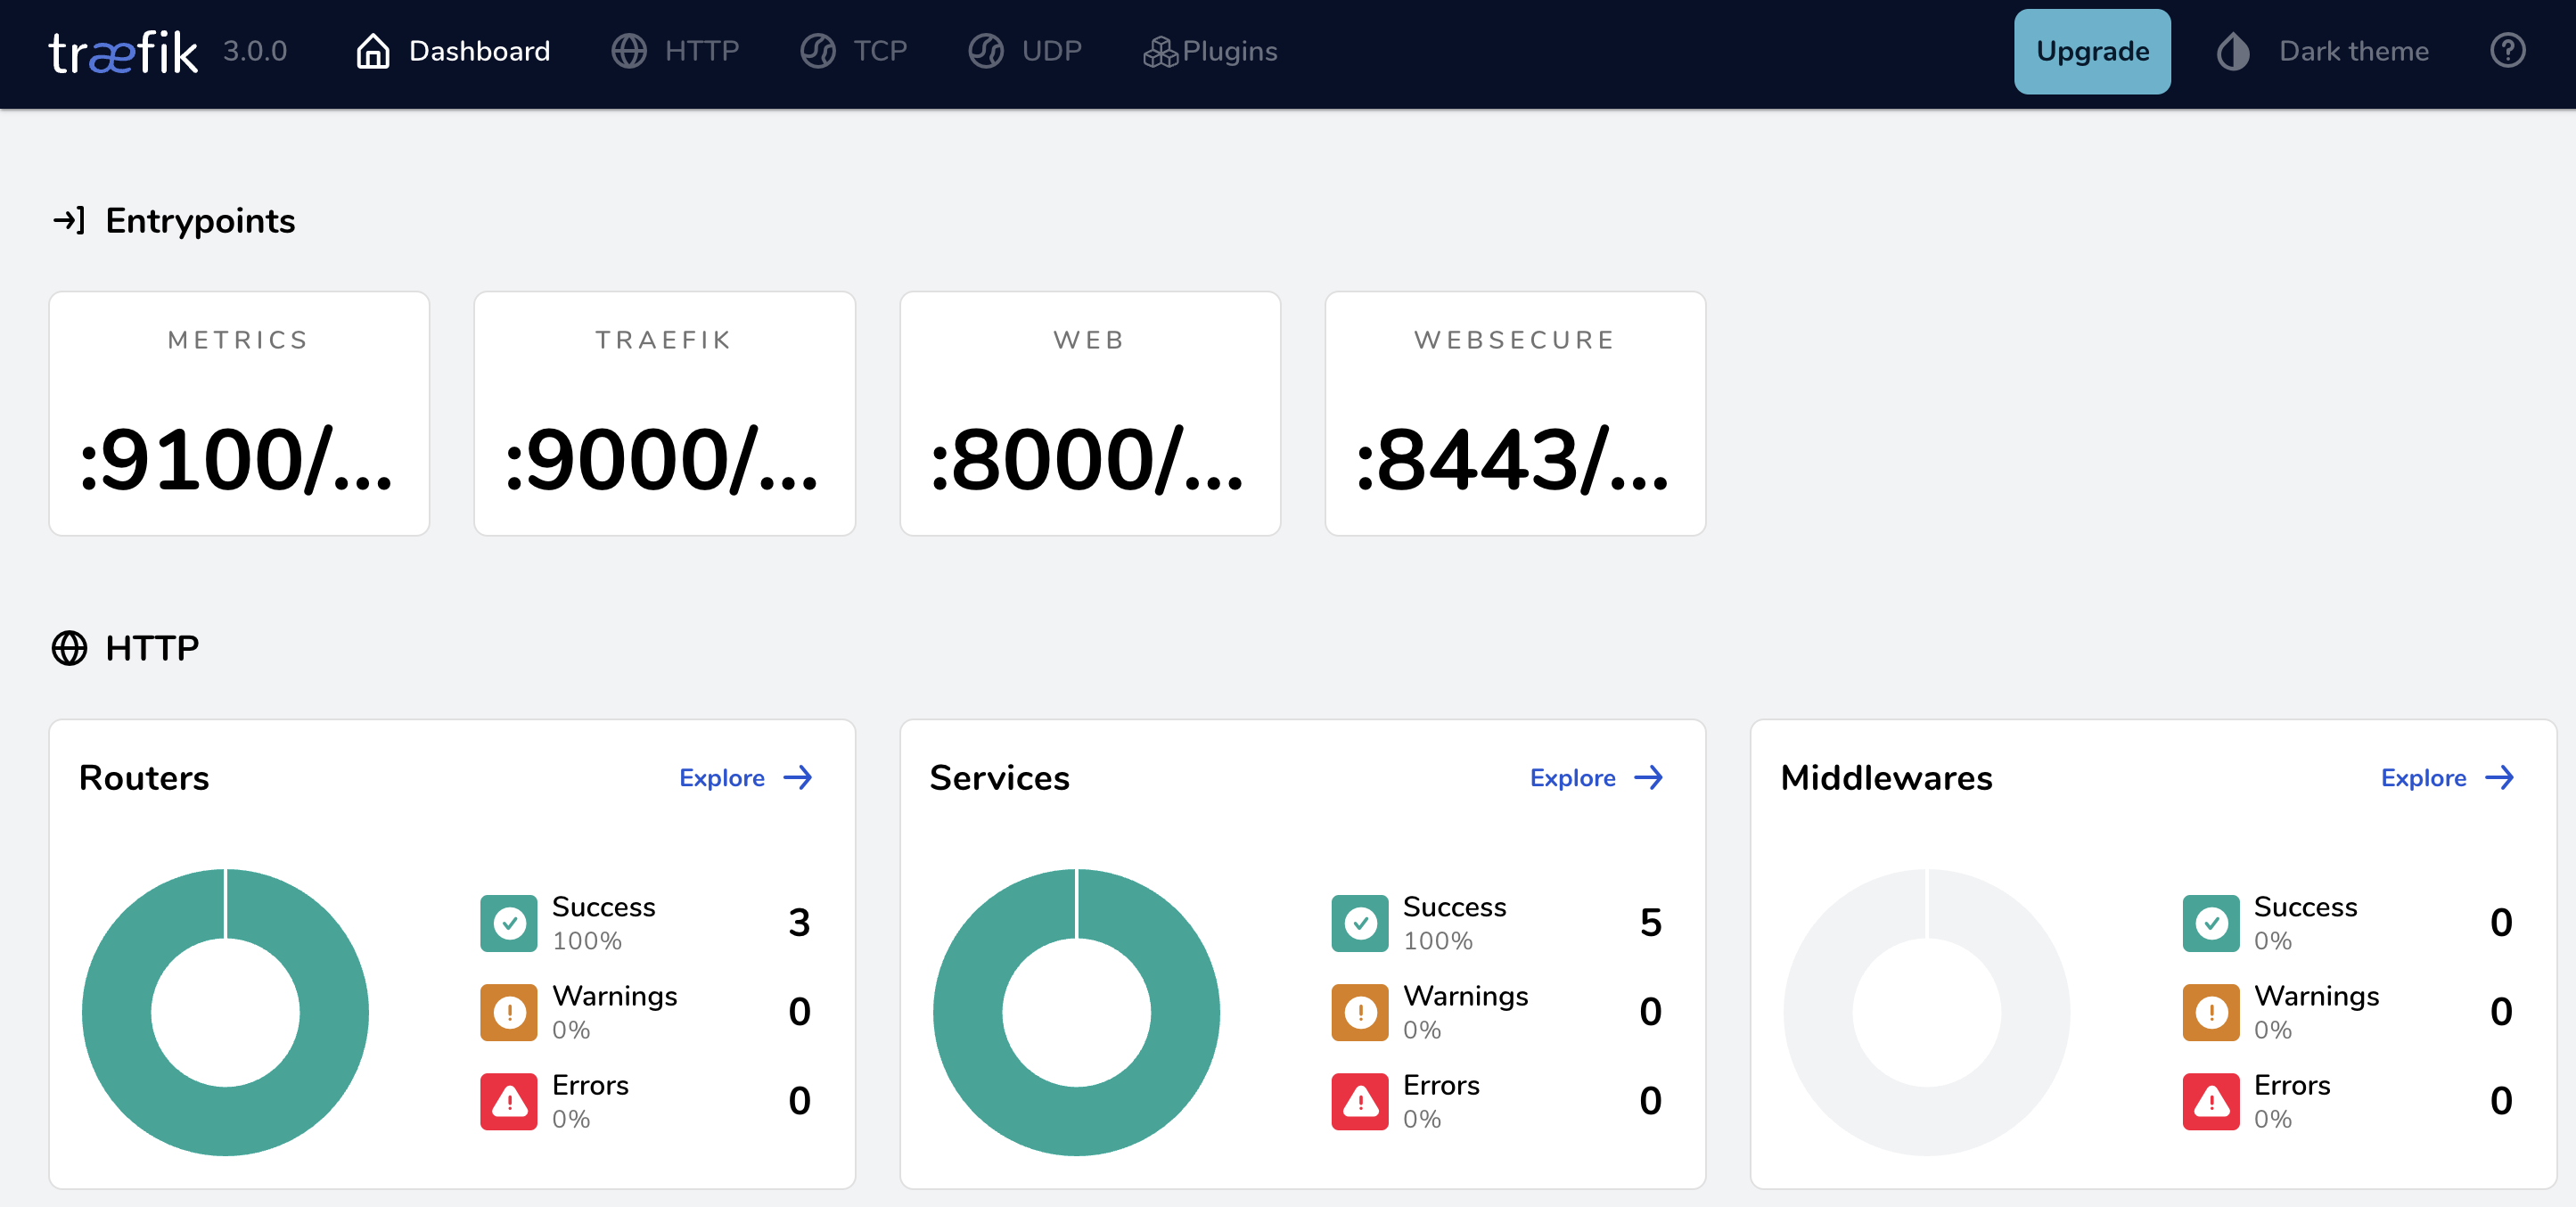 træfik 3.0.0 Dashboard HTTP TCP UDP Plugins Upgrade Dark theme
Entrypoints
METRICS TRAEFIK WEB WEBSECURE
:9100/... :9000/... :8000/... :8443/...
HTTP
Routers Explore
Success 3
100%
Warnings 0
0%
Errors 0
0%
Services Explore
Success 5
100%
Warnings 0
0%
Errors 0
0%
Middlewares Explore
Success 0
0%
Warnings 0
0%
Errors 0
0%